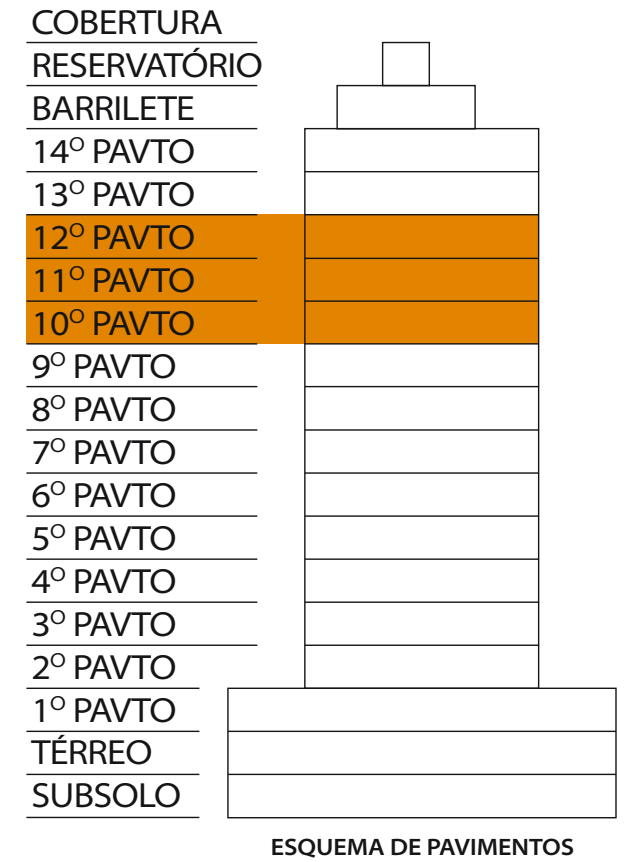 COBERTURA
RESERVATÓRIO
BARRILETE
14º PAVTO
13º PAVTO
12º PAVTO
11º PAVTO
10º PAVTO
9º PAVTO
8º PAVTO
7º PAVTO
6º PAVTO
5º PAVTO
4º PAVTO
3º PAVTO
2º PAVTO
1º PAVTO
TÉRREO
SUBSOLO
ESQUEMA DE PAVIMENTOS